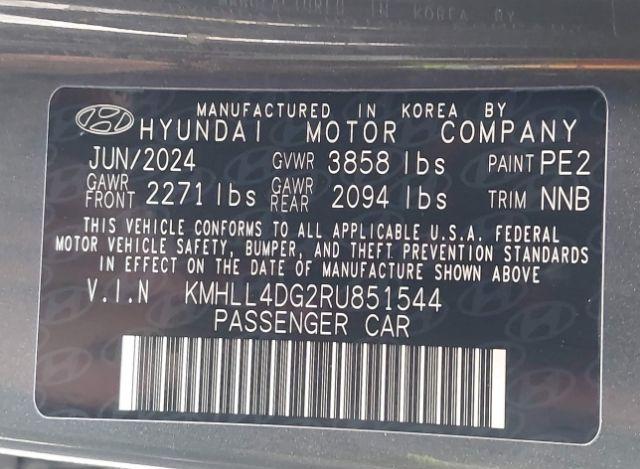 MANUFACTURED IN KOREA BY
HYUNDAI MOTOR COMPANY
JUN/2024 GVWR 3858 lbs PAINT PE2
GAWR FRONT 2271 lbs GAWR REAR 2094 lbs TRIM NNB
THIS VEHICLE CONFORMS TO ALL APPLICABLE U.S.A. FEDERAL
MOTOR VEHICLE SAFETY, BUMPER, AND THEFT PREVENTION STANDARDS
IN EFFECT ON THE DATE OF MANUFACTURE SHOWN ABOVE
V.I.N KMHLL4DG2RU851544
PASSENGER CAR